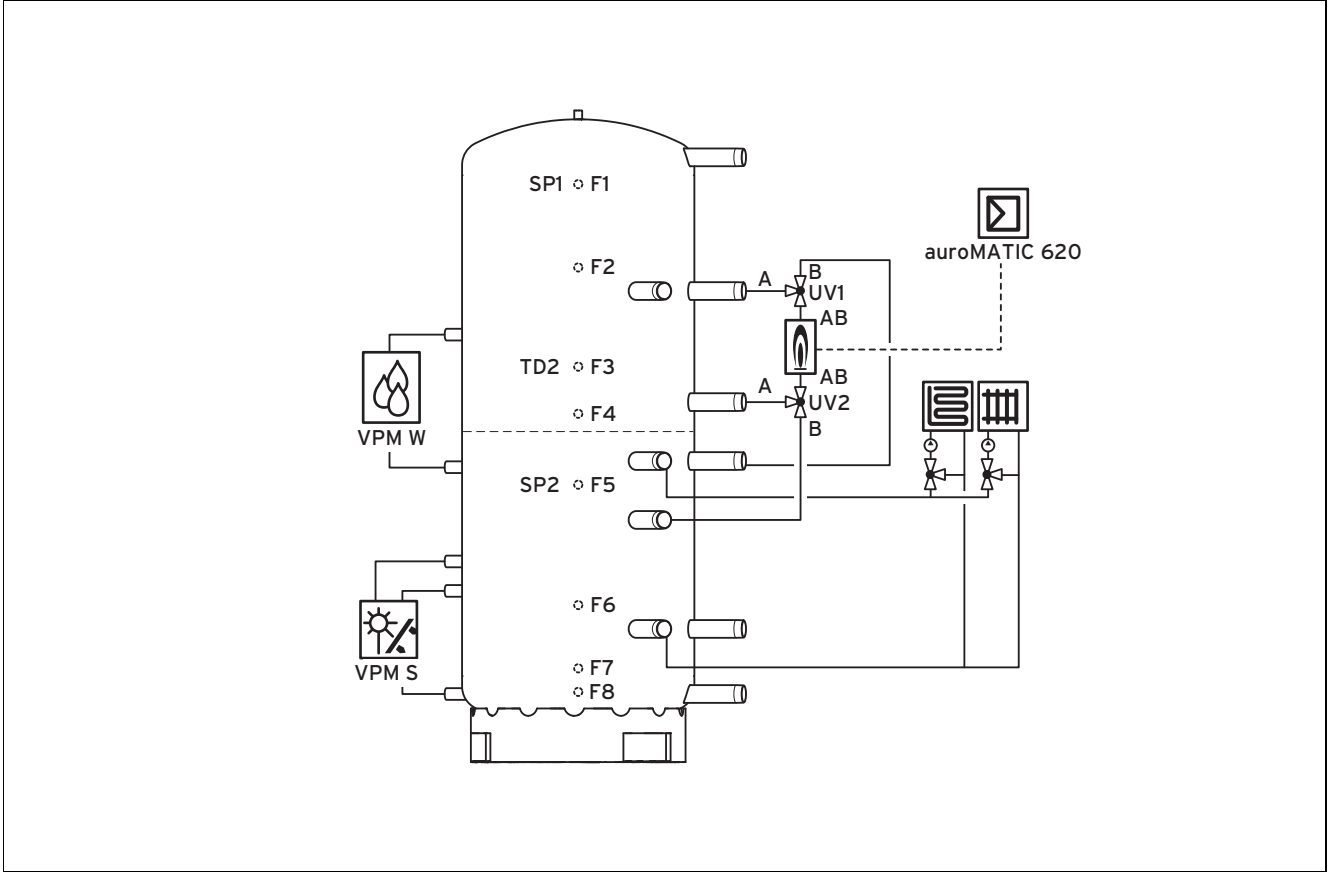 SP1 F1
auroMATIC 620
F2
B
A
UV1
AB
VPM W
TD2 F3
AB
A
UV2
F4
B
SP2 F5
F6
VPM S
F7
F8